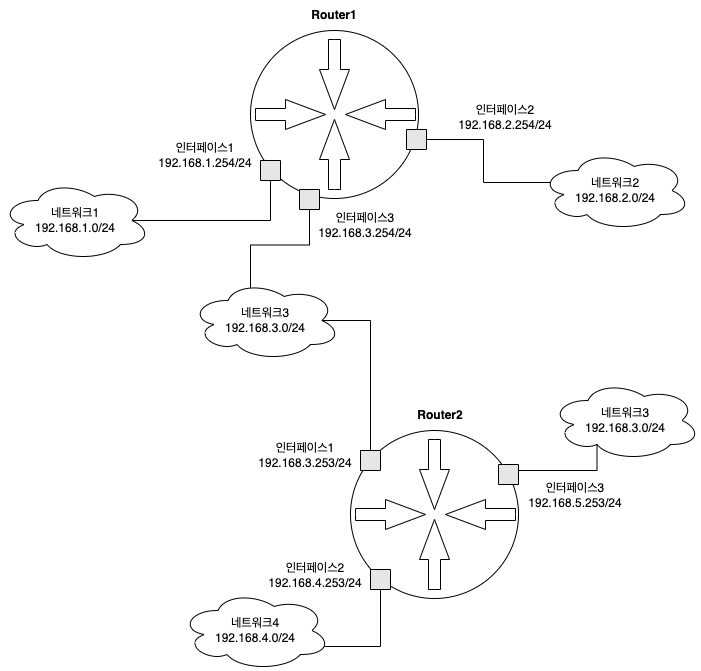 Router1
인터페이스2
192.168.2.254/24
인터페이스1
192.168.1.254/24
네트워크2
192.168.2.0/24
네트워크1
192.168.1.0/24
인터페이스3
192.168.3.254/24
네트워크3
192.168.3.0/24
Router2
네트워크3
192.168.3.0/24
인터페이스1
192.168.3.253/24
인터페이스3
192.168.5.253/24
인터페이스2
192.168.4.253/24
네트워크4
192.168.4.0/24